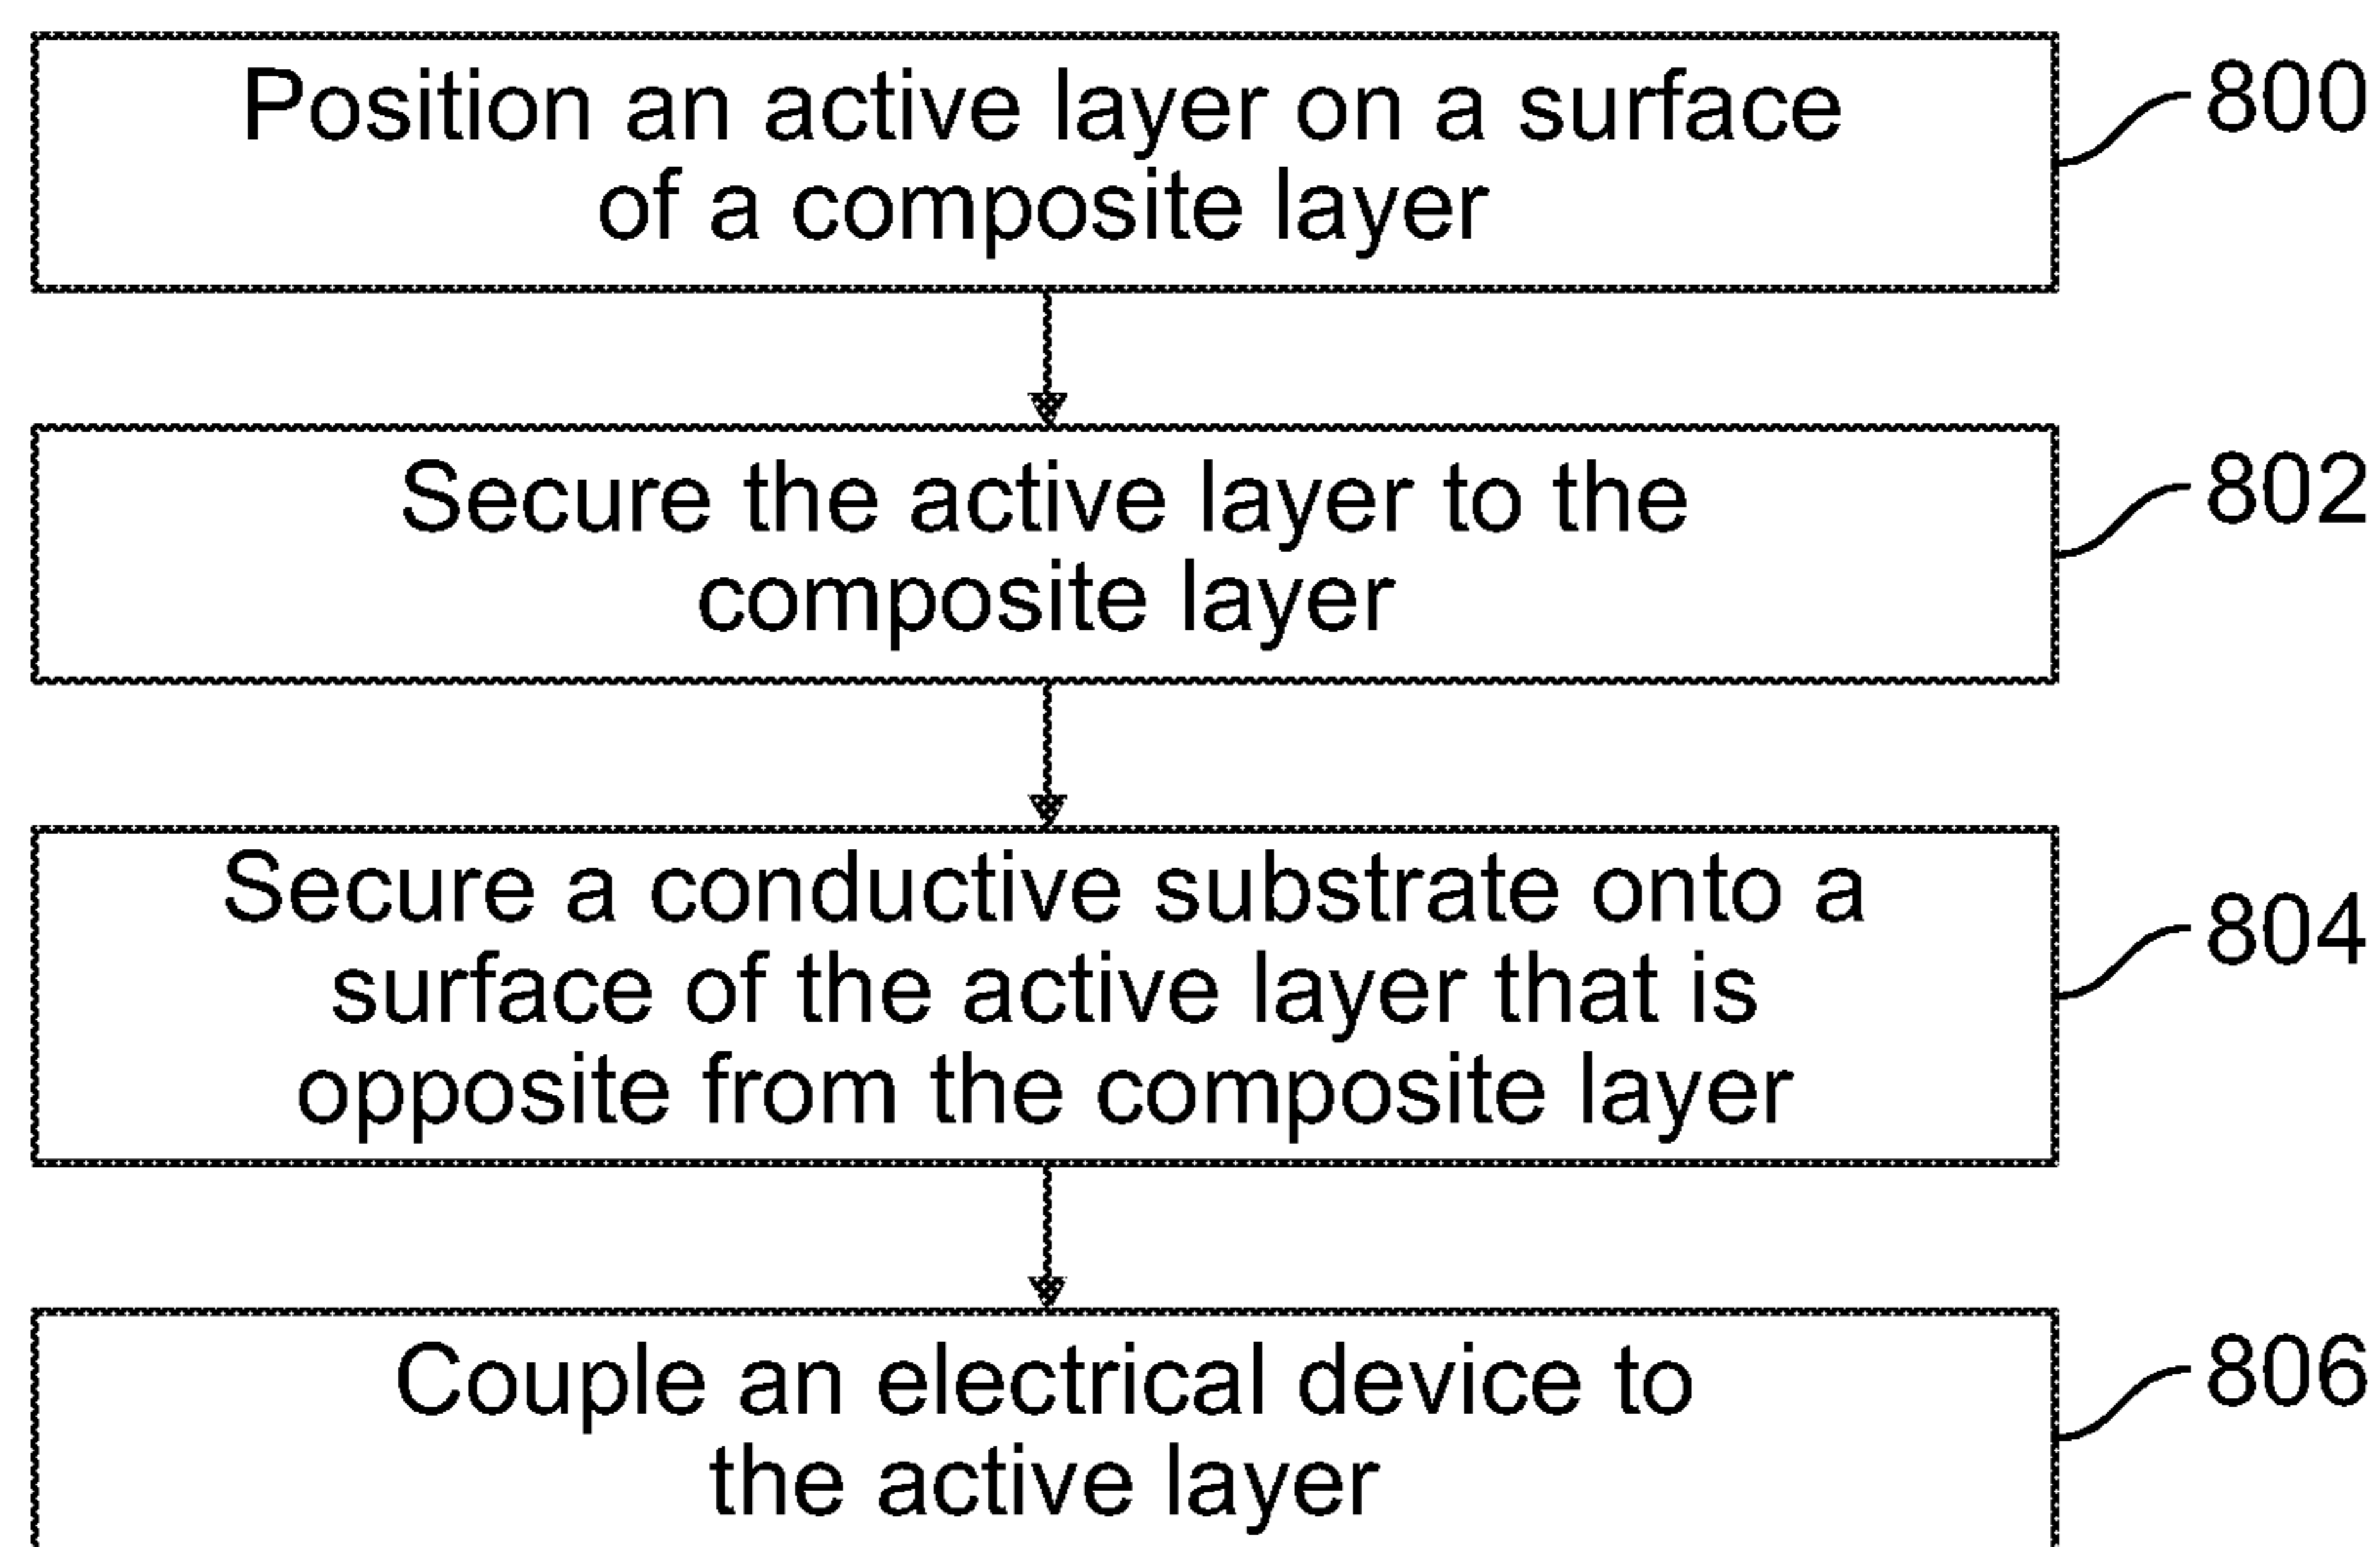 Position an active layer on a surface
of a composite layer
800
Secure the active layer to the
composite layer
802
Secure a conductive substrate onto a
surface of the active layer that is
opposite from the composite layer
804
Couple an electrical device to
the active layer
806